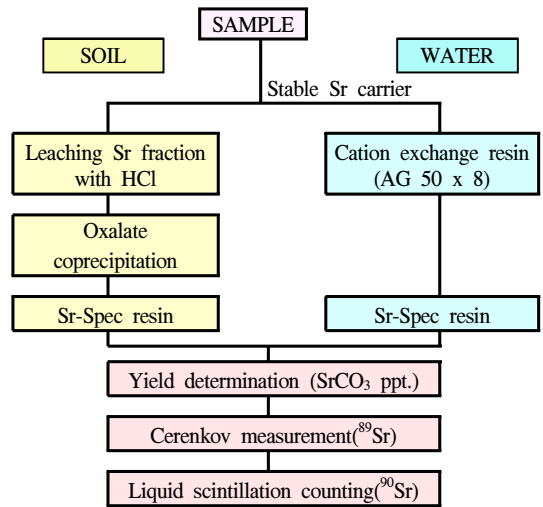 SAMPLE
SOIL
WATER
Stable Sr carrier
Leaching Sr fraction
with HCl
Cation exchange resin
(AG 50 x 8)
Oxalate
coprecipitation
Sr-Spec resin
Sr-Spec resin
Yield determination (SrCO₃ ppt.)
Cerenkov measurement(⁸⁹Sr)
Liquid scintillation counting(⁹⁰Sr)